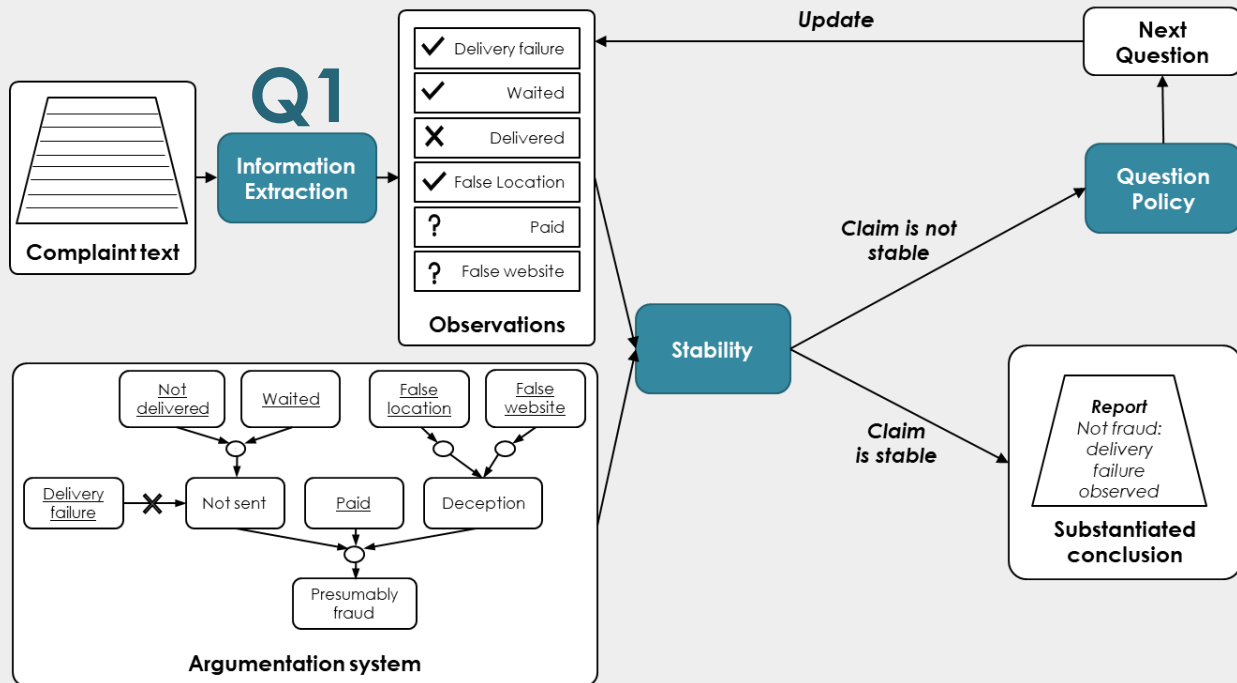 Update
Next
Question
Q1
Delivery failure
Waited
Delivered
False Location
?
Paid
?
False website
Observations
Complaint text
Information
Extraction
Question
Policy
Claim is not
stable
Stability
Claim
is stable
Report
Not fraud:
delivery
failure
observed
Substantiated
conclusion
Not
delivered
Waited
False
location
False
website
Delivery
failure
Not sent
Paid
Deception
Presumably
fraud
Argumentation system